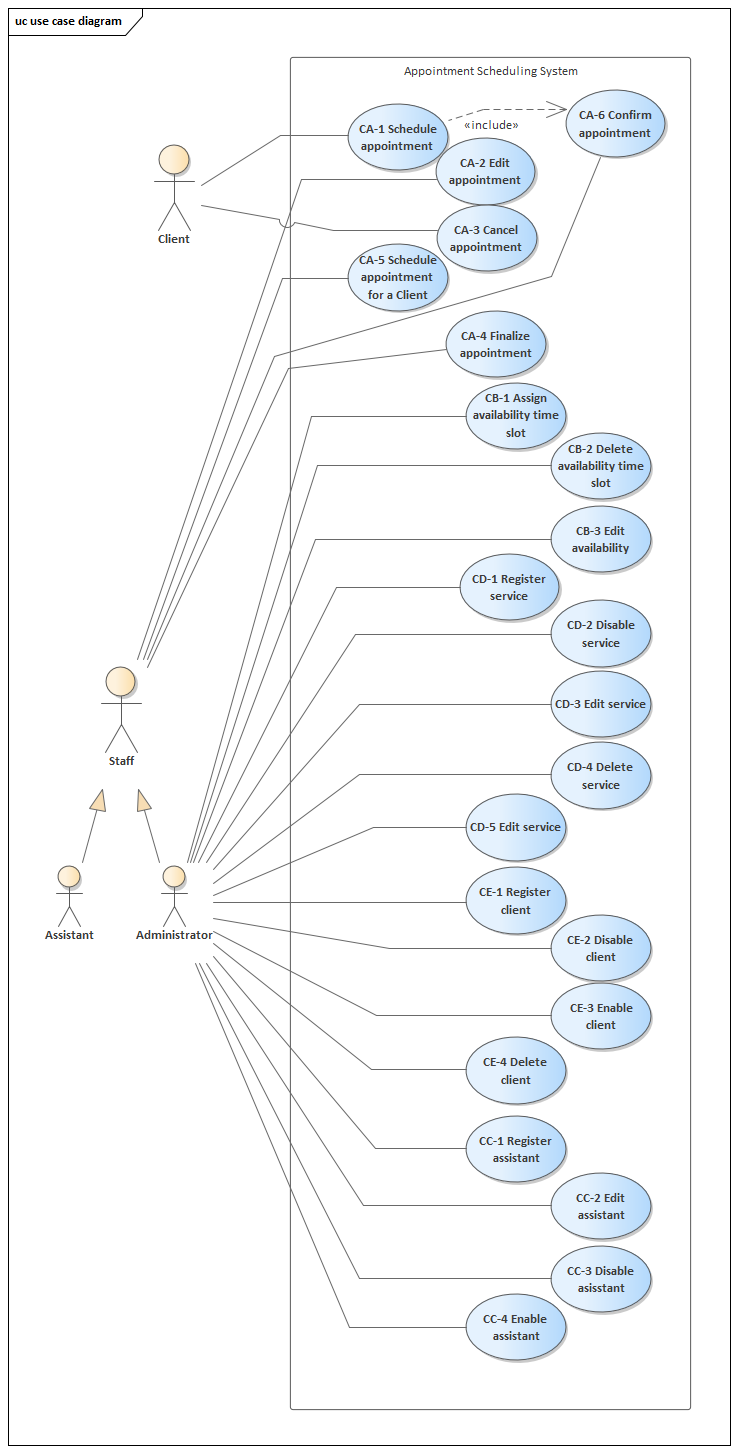 uc use case diagram
Appointment Scheduling System
CA-1 Schedule
appointment
«include»
CA-6 Confirm
appointment
CA-2 Edit
appointment
Client
CA-3 Cancel
appointment
CA-5 Schedule
appointment
for a Client
CA-4 Finalize
appointment
CB-1 Assign
availability time
slot
CB-2 Delete
availability time
slot
CB-3 Edit
availability
CD-1 Register
service
CD-2 Disable
service
CD-3 Edit service
Staff
CD-4 Delete
service
CD-5 Edit service
CE-1 Register
client
Assistant
Administrator
CE-2 Disable
client
CE-3 Enable
client
CE-4 Delete
client
CC-1 Register
assistant
CC-2 Edit
assistant
CC-3 Disable
asisstant
CC-4 Enable
assistant